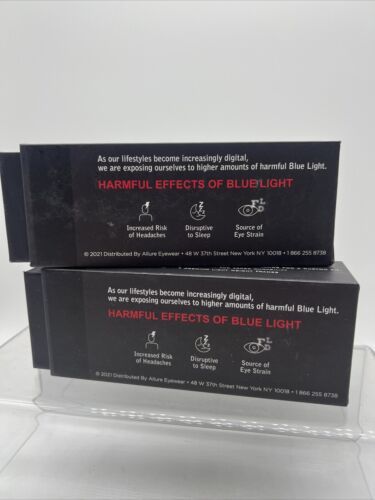 As our lifestyles become increasingly digital,
we are exposing ourselves to higher amounts of harmful Blue Light.
HARMFUL EFFECTS OF BLUE LIGHT
Increased Risk
of Headaches
Disruptive
to Sleep
Source of
Eye Strain
© 2021 Distributed By Allure Eyewear • 48 W 37th Street New York NY 10018 • 1 866 255 8738
As our lifestyles become increasingly digital,
we are exposing ourselves to higher amounts of harmful Blue Light.
HARMFUL EFFECTS OF BLUE LIGHT
Increased Risk
of Headaches
Disruptive
to Sleep
Source of
Eye Strain
© 2021 Distributed By Allure Eyewear • 48 W 37th Street New York NY 10018 • 1 866 255 8738